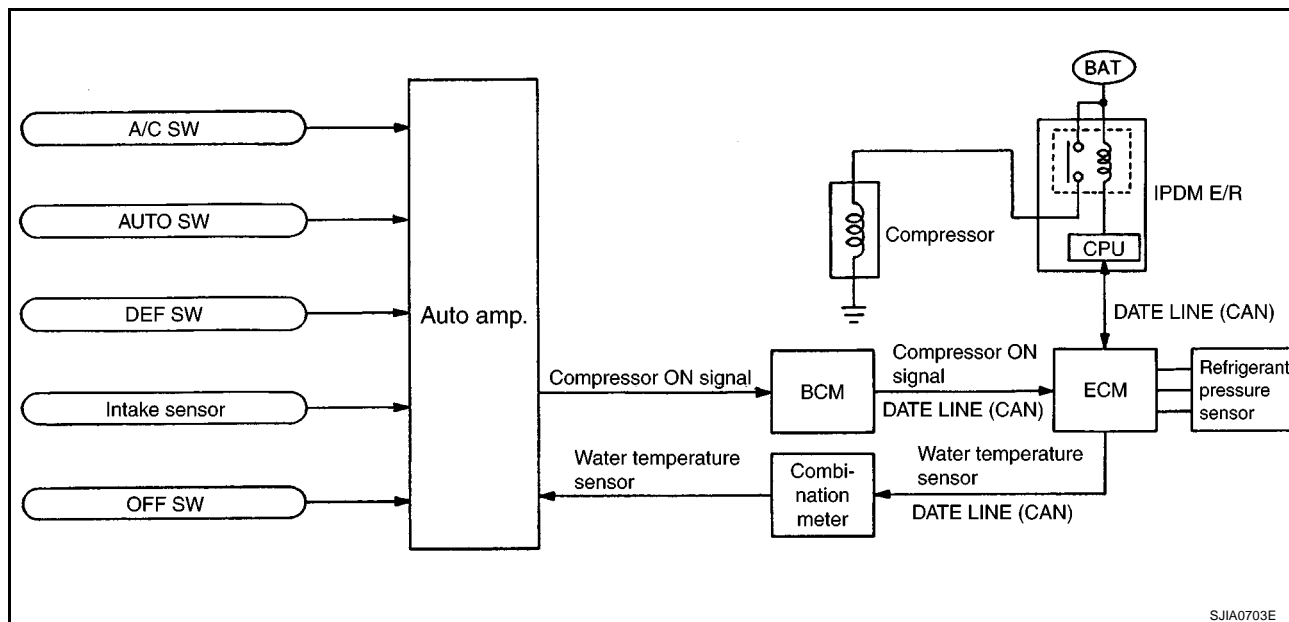 BAT
A/C SW
AUTO SW
DEF SW
Intake sensor
OFF SW
Auto amp.
Compressor
IPDM E/R
CPU
DATE LINE (CAN)
Compressor ON signal
BCM
Compressor ON
signal
DATE LINE (CAN)
ECM
Refrigerant
pressure
sensor
Water temperature
sensor
Combi-
nation
meter
Water temperature
sensor
DATE LINE (CAN)
SJIA0703E